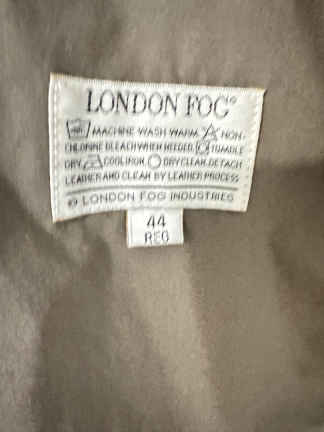 LONDON FOG®
MACHINE WASH WARM NON-
CHLORINE BLEACH WHEN NEEDED TUMBLE
DRY COOL IRON DRYCLEAN. DETACH
LEATHER AND CLEAN BY LEATHER PROCESS
© LONDON FOG INDUSTRIES
44
REG